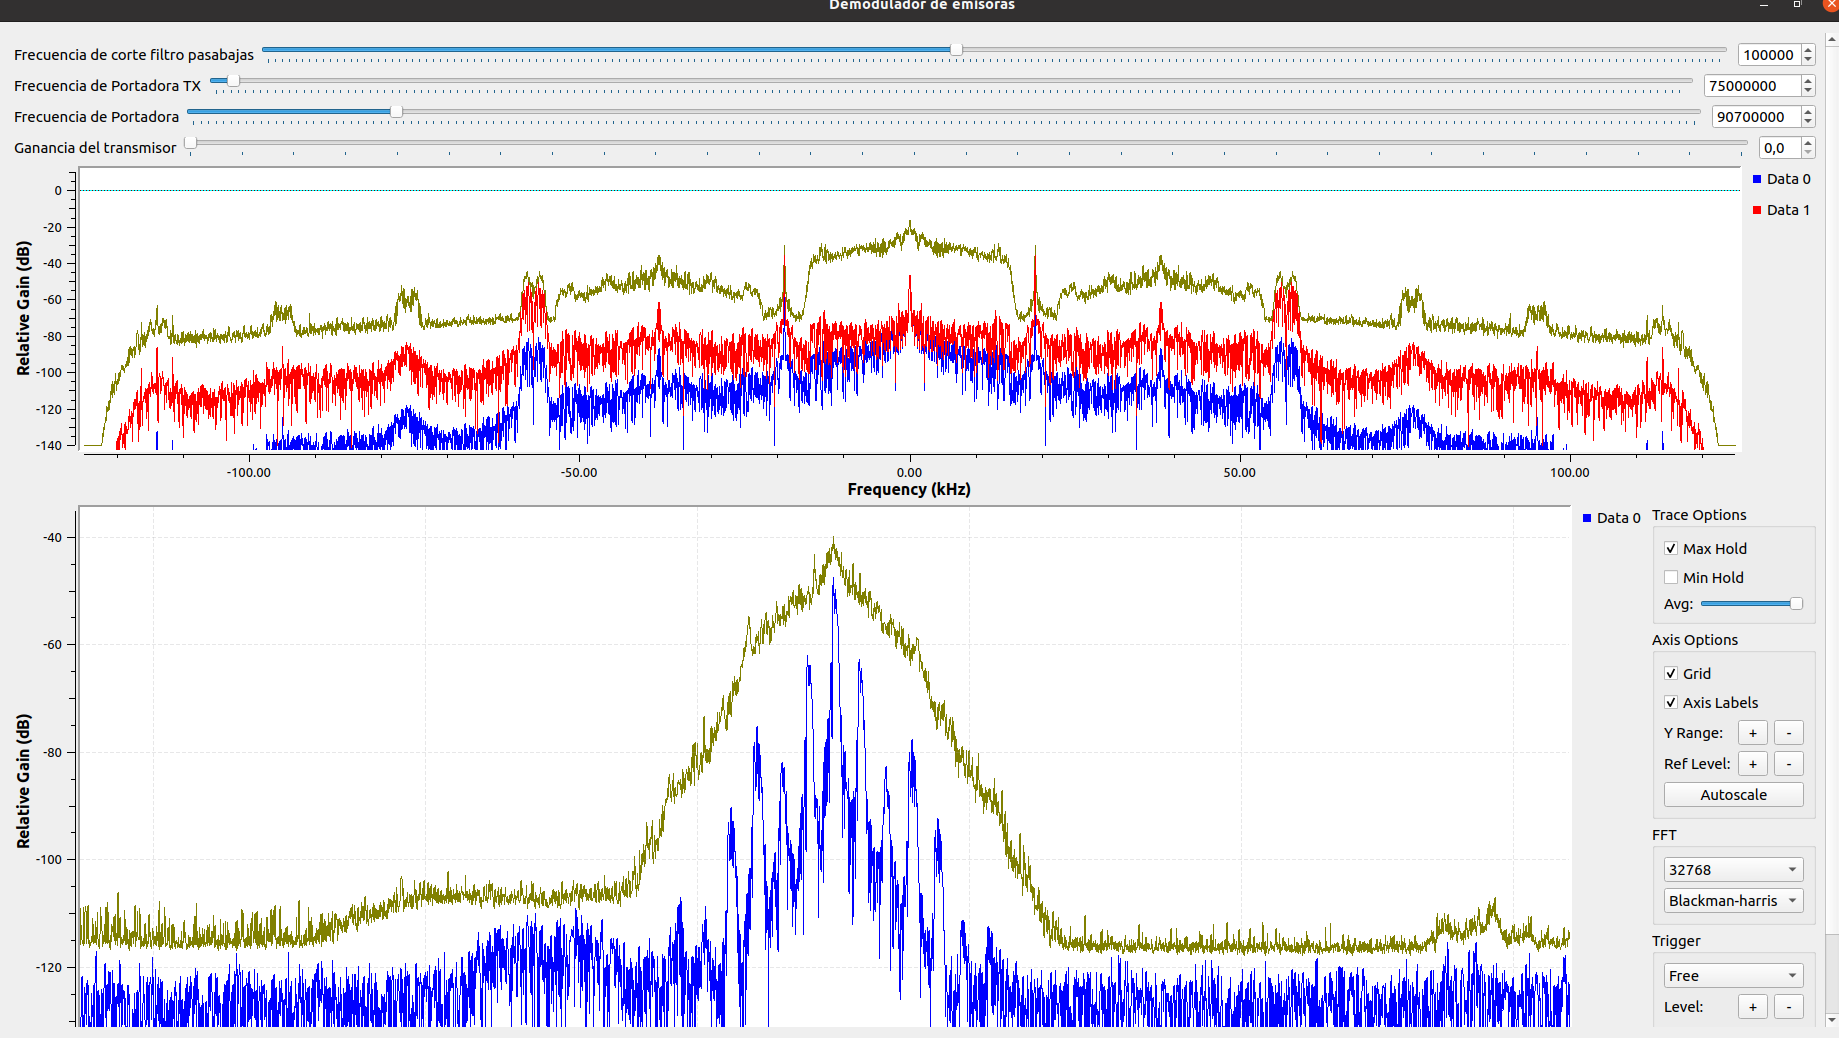 Demodulador de emisoras
Frecuencia de corte filtro pasabajas 100000
Frecuencia de Portadora TX 75000000
Frecuencia de Portadora 90700000
Ganancia del transmisor 0,0
Relative Gain (dB)
0
-20
-40
-60
-80
-100
-120
-140
-100.00 -50.00 0.00 50.00 100.00
Frequency (kHz)
Data 0
Data 1
Relative Gain (dB)
-40
-60
-80
-100
-120
Data 0
Trace Options
Max Hold
Min Hold
Avg:
Axis Options
Grid
Axis Labels
Y Range: + -
Ref Level: + -
Autoscale
FFT
32768
Blackman-harris
Trigger
Free
Level: + -